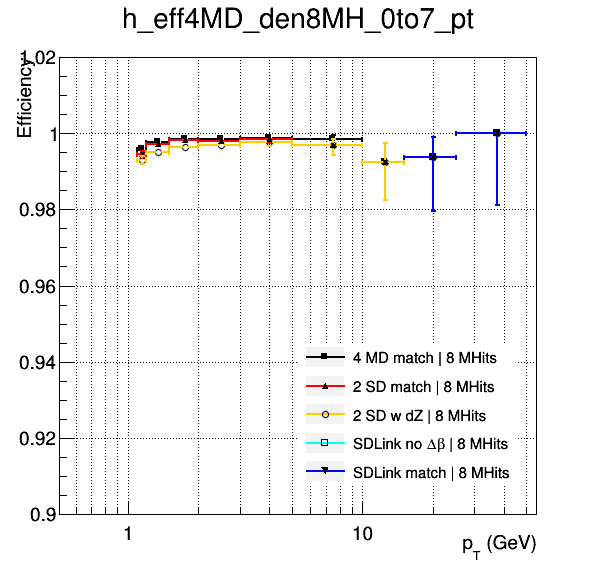 h_eff4MD_den8MH_0to7_pt
Efficiency
1.02
1
0.98
0.96
0.94
0.92
0.9
4 MD match | 8 MHits
2 SD match | 8 MHits
2 SD w dZ | 8 MHits
SDLink no Δβ | 8 MHits
SDLink match | 8 MHits
1
10
p_T (GeV)